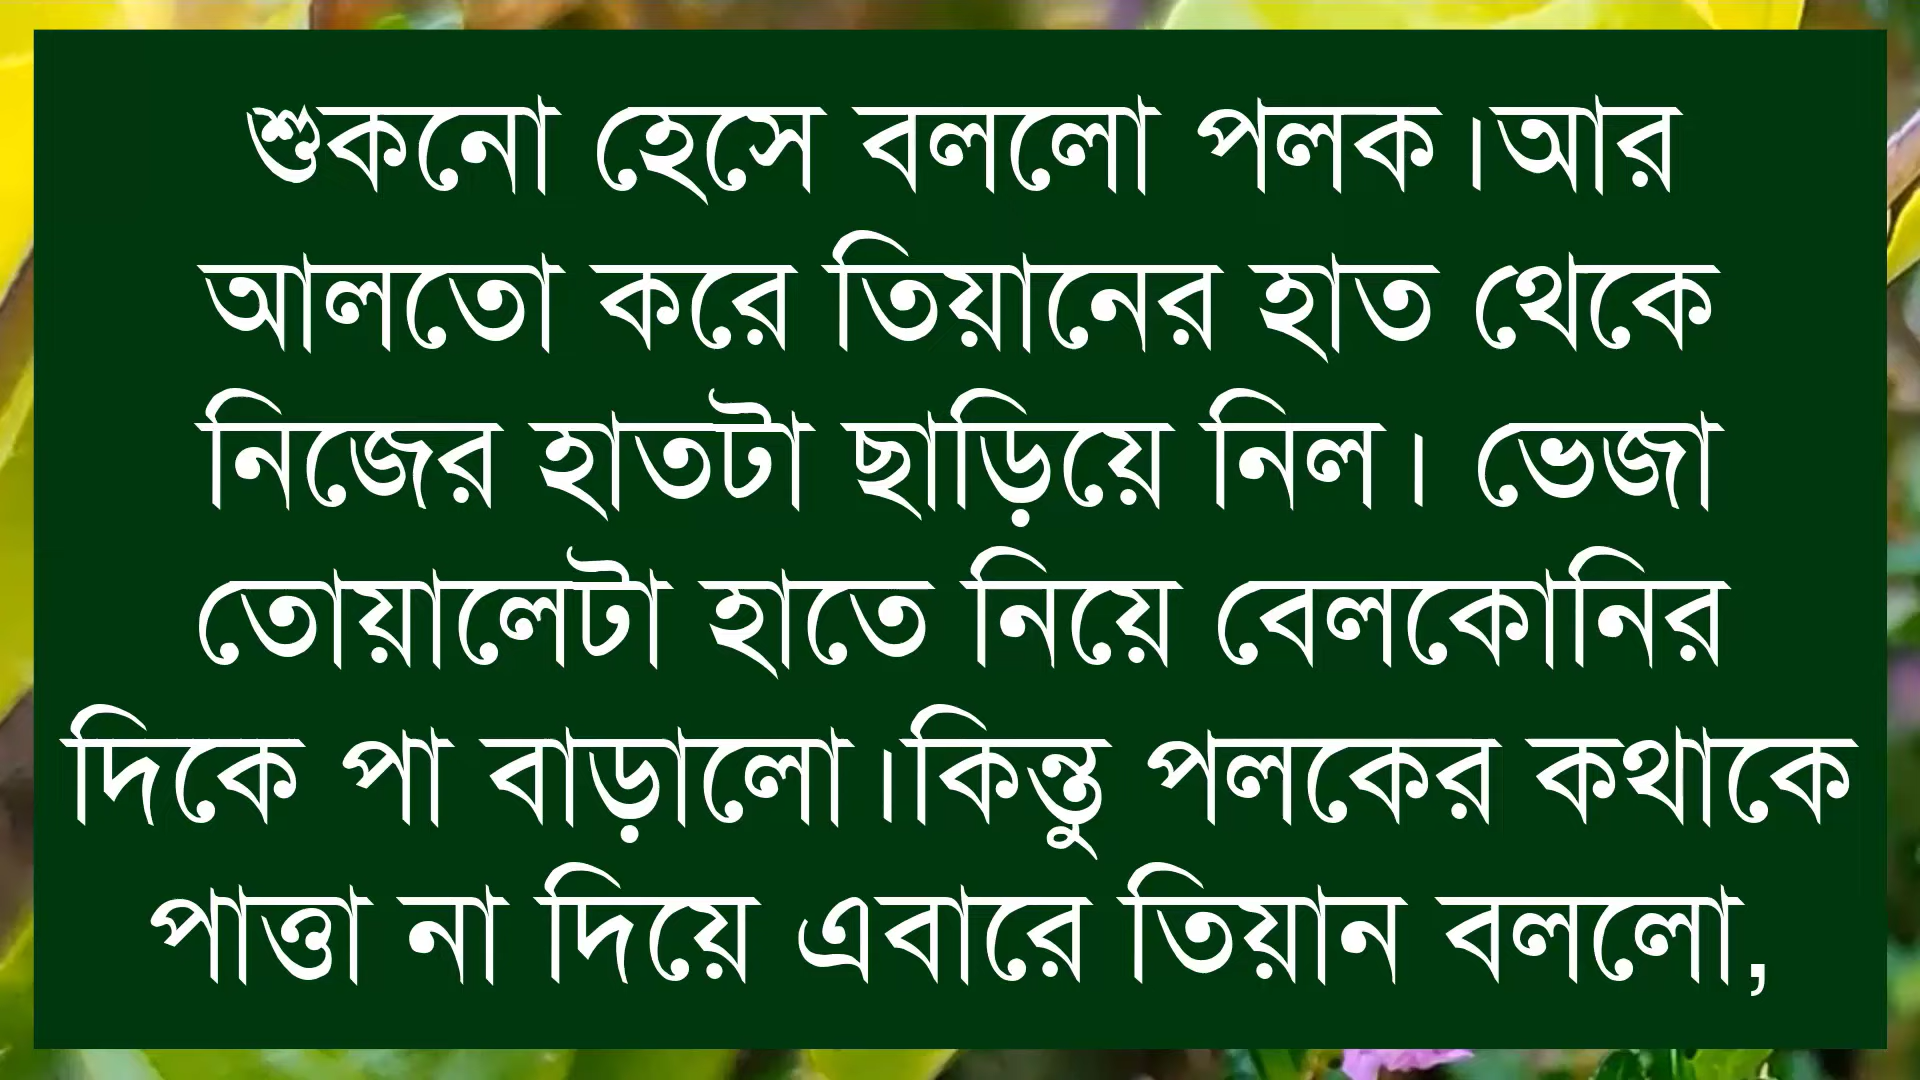 শুকনো হেসে বললো পলক।আর
আলতো করে তিয়ানের হাত থেকে
নিজের হাতটা ছাড়িয়ে নিল। ভেজা
তোয়ালেটা হাতে নিয়ে বেলকোনির
দিকে পা বাড়ালো।কিন্তু পলকের কথাকে
পাত্তা না দিয়ে এবারে তিয়ান বললো,